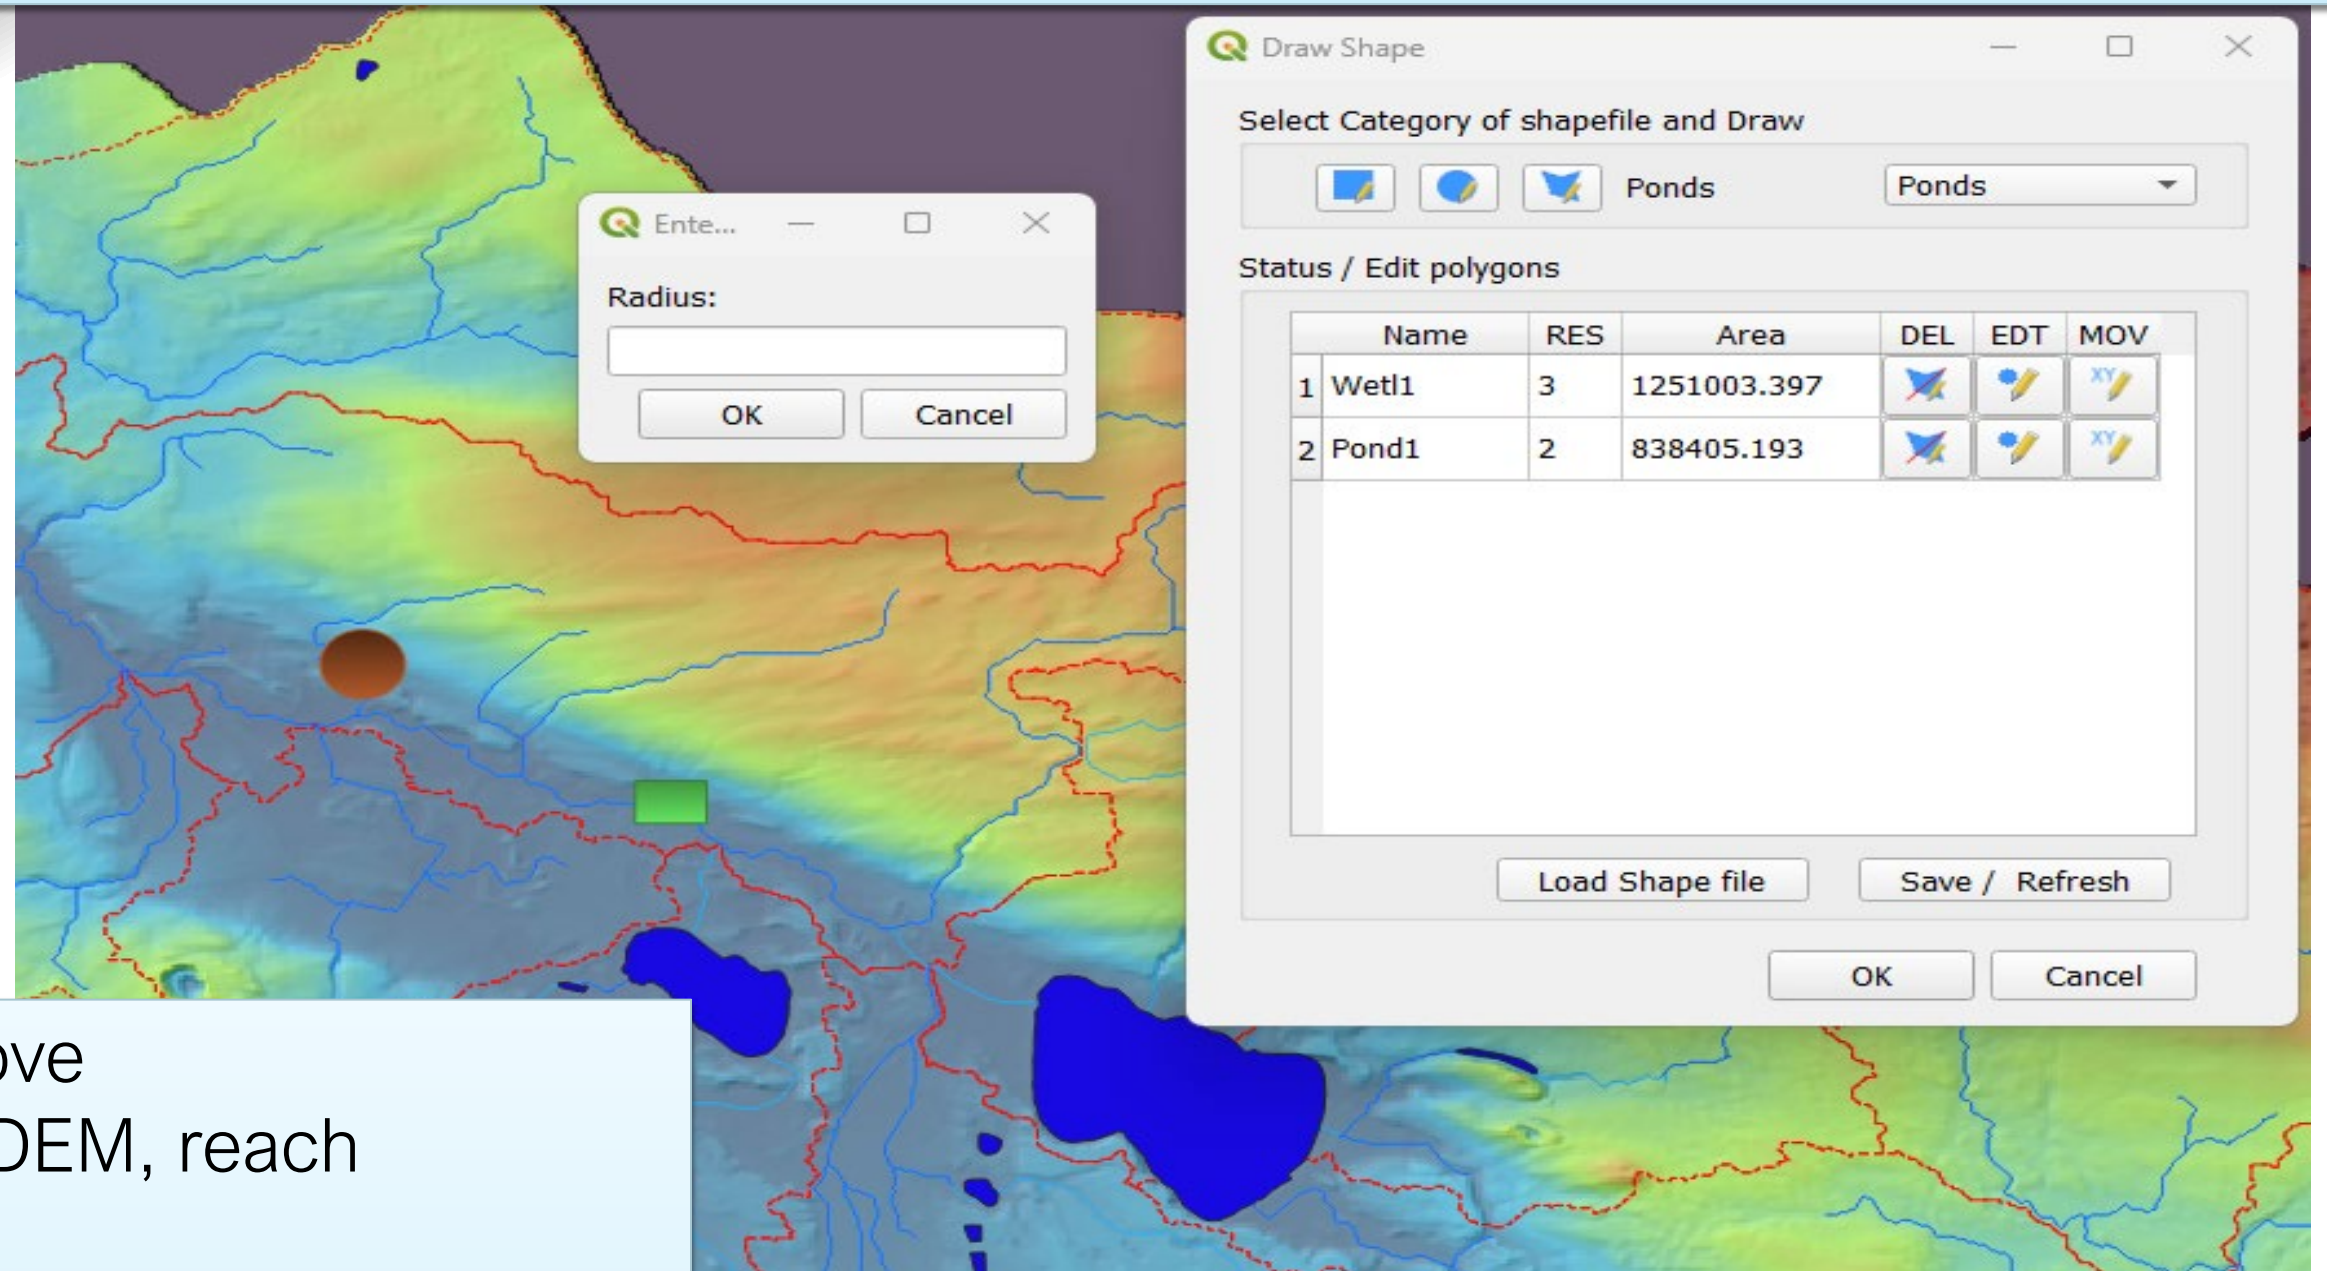 Draw Shape
Select Category of shapefile and Draw
Ponds Ponds
Status / Edit polygons
Name RES Area DEL EDT MOV
1 Wetl1 3 1251003.397 XY
2 Pond1 2 838405.193 XY
Load Shape file Save / Refresh
OK Cancel
Ente...
Radius:
OK Cancel
ove
DEM, reach